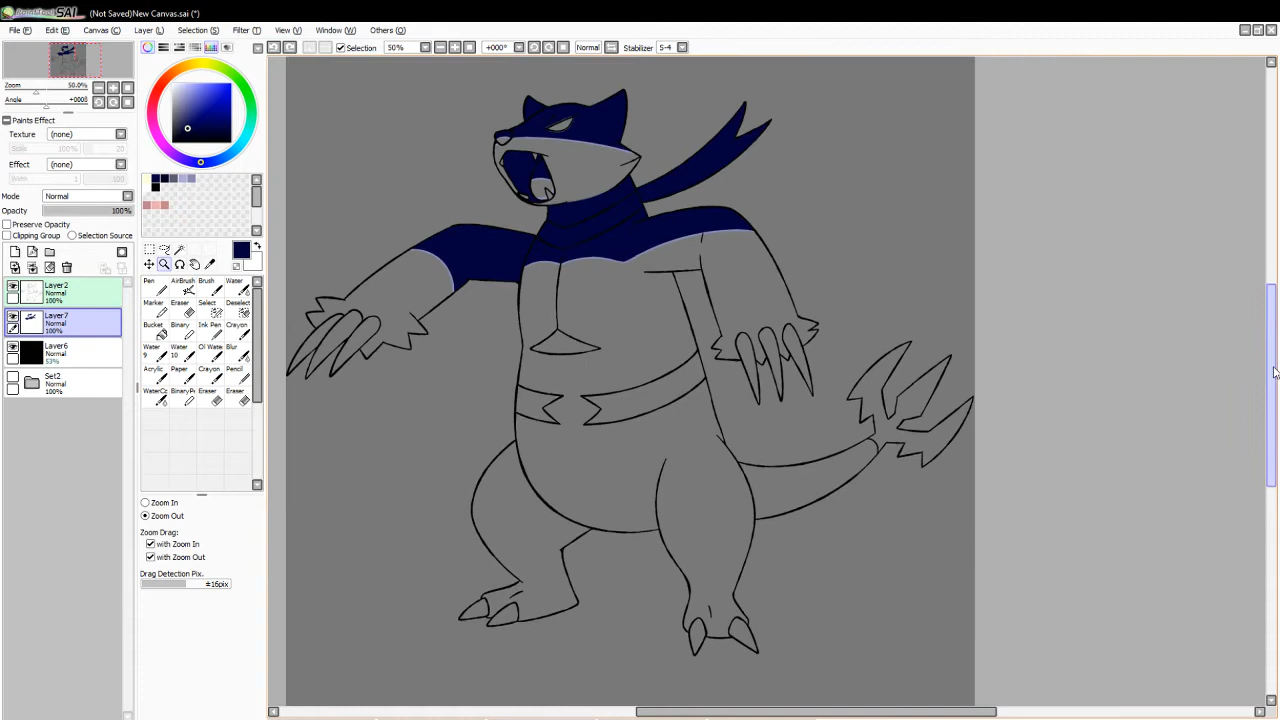 PaintTool SAI (Not Saved)New Canvas.sai (*)
File (F) Edit (E) Canvas (C) Layer (L) Selection (S) Filter (T) View (V) Window (W) Others (O)
Selection 50% +000° Normal Stabilizer S-4
Zoom 50.0%
Angle +000θ
Paints Effect
Texture (none)
Scale 100% 20
Effect (none)
Width 1 100
Mode Normal
Opacity 100%
Preserve Opacity
Clipping Group Selection Source
Layer2
Normal
100%
Layer7
Normal
100%
Layer6
Normal
53%
Set2
Normal
100%
Pen AirBrush Brush Water
Marker Eraser Select Deselect
Bucket Binary Ink Pen Crayon
Water 9 Water 10 Ol Wate Blur
Acrylic Paper Crayon Pencil
WaterCc BinaryPe Eraser Eraser
Zoom In
Zoom Out
Zoom Drag:
with Zoom In
with Zoom Out
Drag Detection Pix.
±16pix